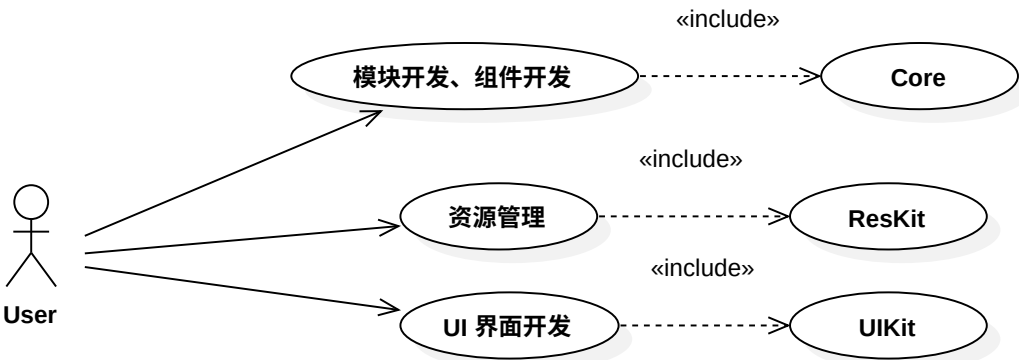 «include»
模块开发、组件开发
Core
«include»
资源管理
ResKit
«include»
User
UI 界面开发
UIKit